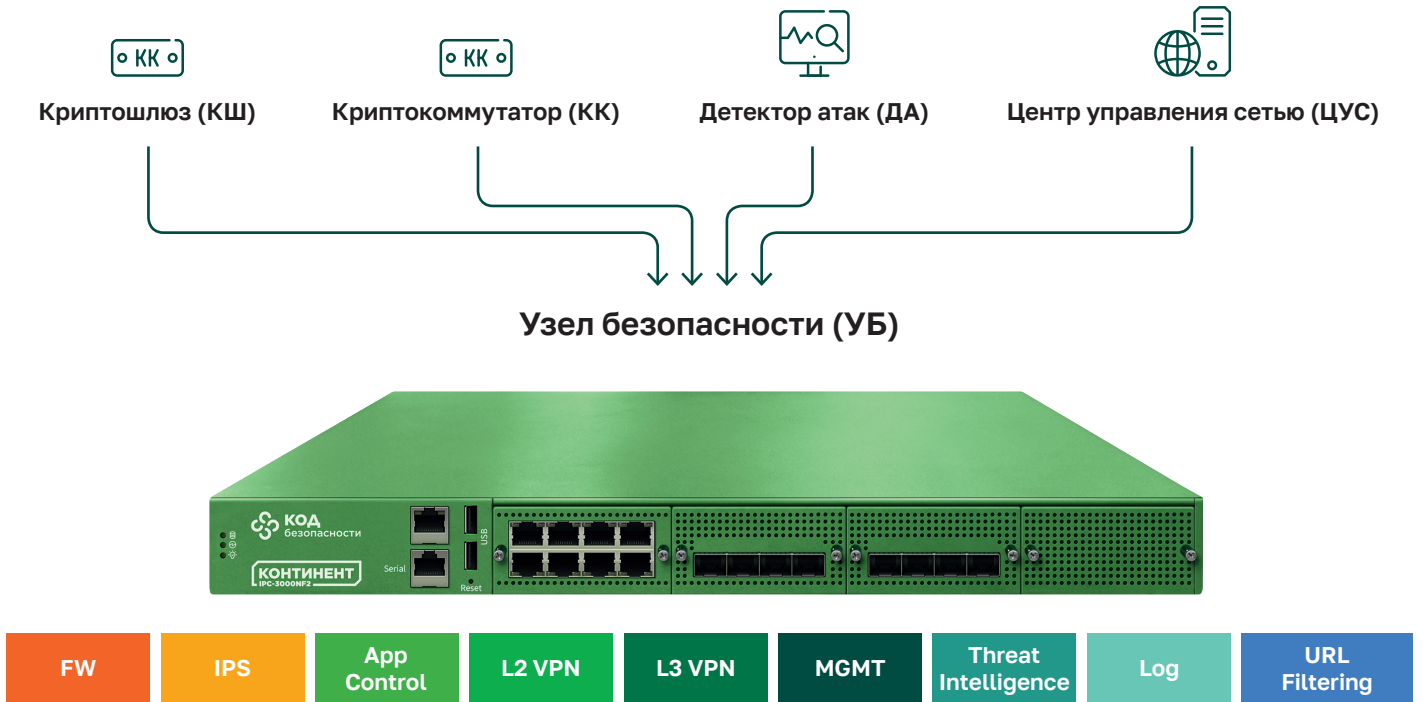 КК
КК
Криптошлюз (КШ)
Криптокоммутатор (КК)
Детектор атак (ДА)
Центр управления сетью (ЦУС)
Узел безопасности (УБ)
КОД
безопасности
КОНТИНЕНТ
IPC-3000NF2
Serial
USB
Reset
FW
IPS
App
Control
L2 VPN
L3 VPN
MGMT
Threat
Intelligence
Log
URL
Filtering